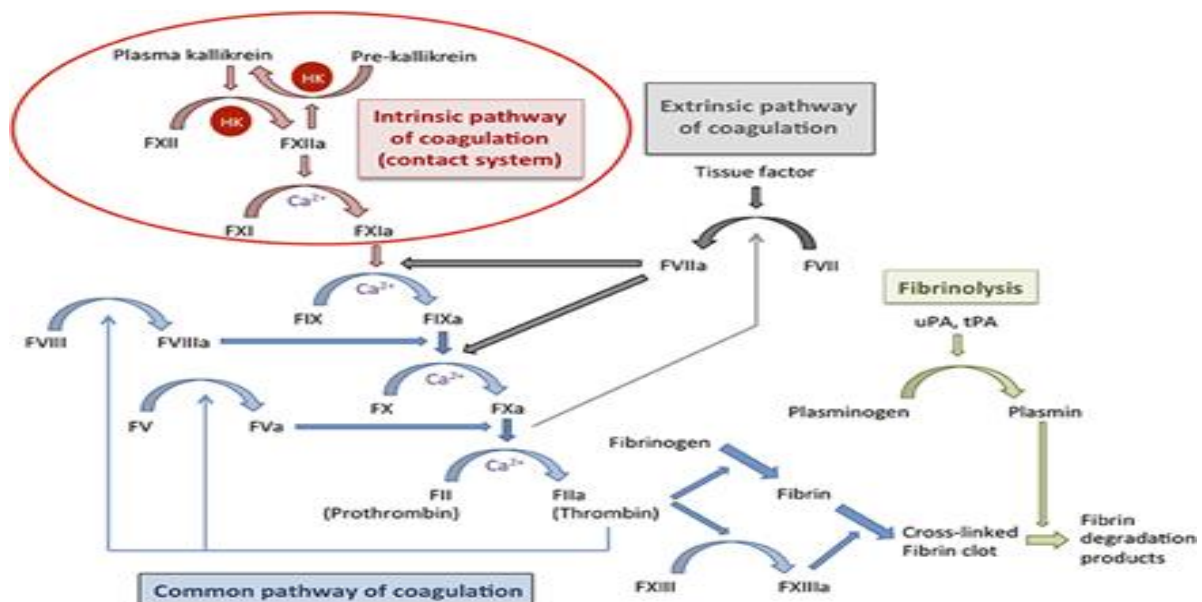 Plasma kallikrein
Pre-kallikrein
HK
HK
FXII
FXIIa
Intrinsic pathway
of coagulation
(contact system)
Ca²⁺
FXI
FXIa
Extrinsic pathway
of coagulation
Tissue factor
FVIIa
FVII
Ca²⁺
FIX
FIXa
FVIII
FVIIIa
Ca²⁺
FX
FXa
FV
FVa
Ca²⁺
FII
(Prothrombin)
FIIa
(Thrombin)
Fibrinogen
Fibrin
FXIII
FXIIIa
Cross-linked
Fibrin clot
Fibrinolysis
uPA, tPA
Plasminogen
Plasmin
Fibrin
degradation
products
Common pathway of coagulation